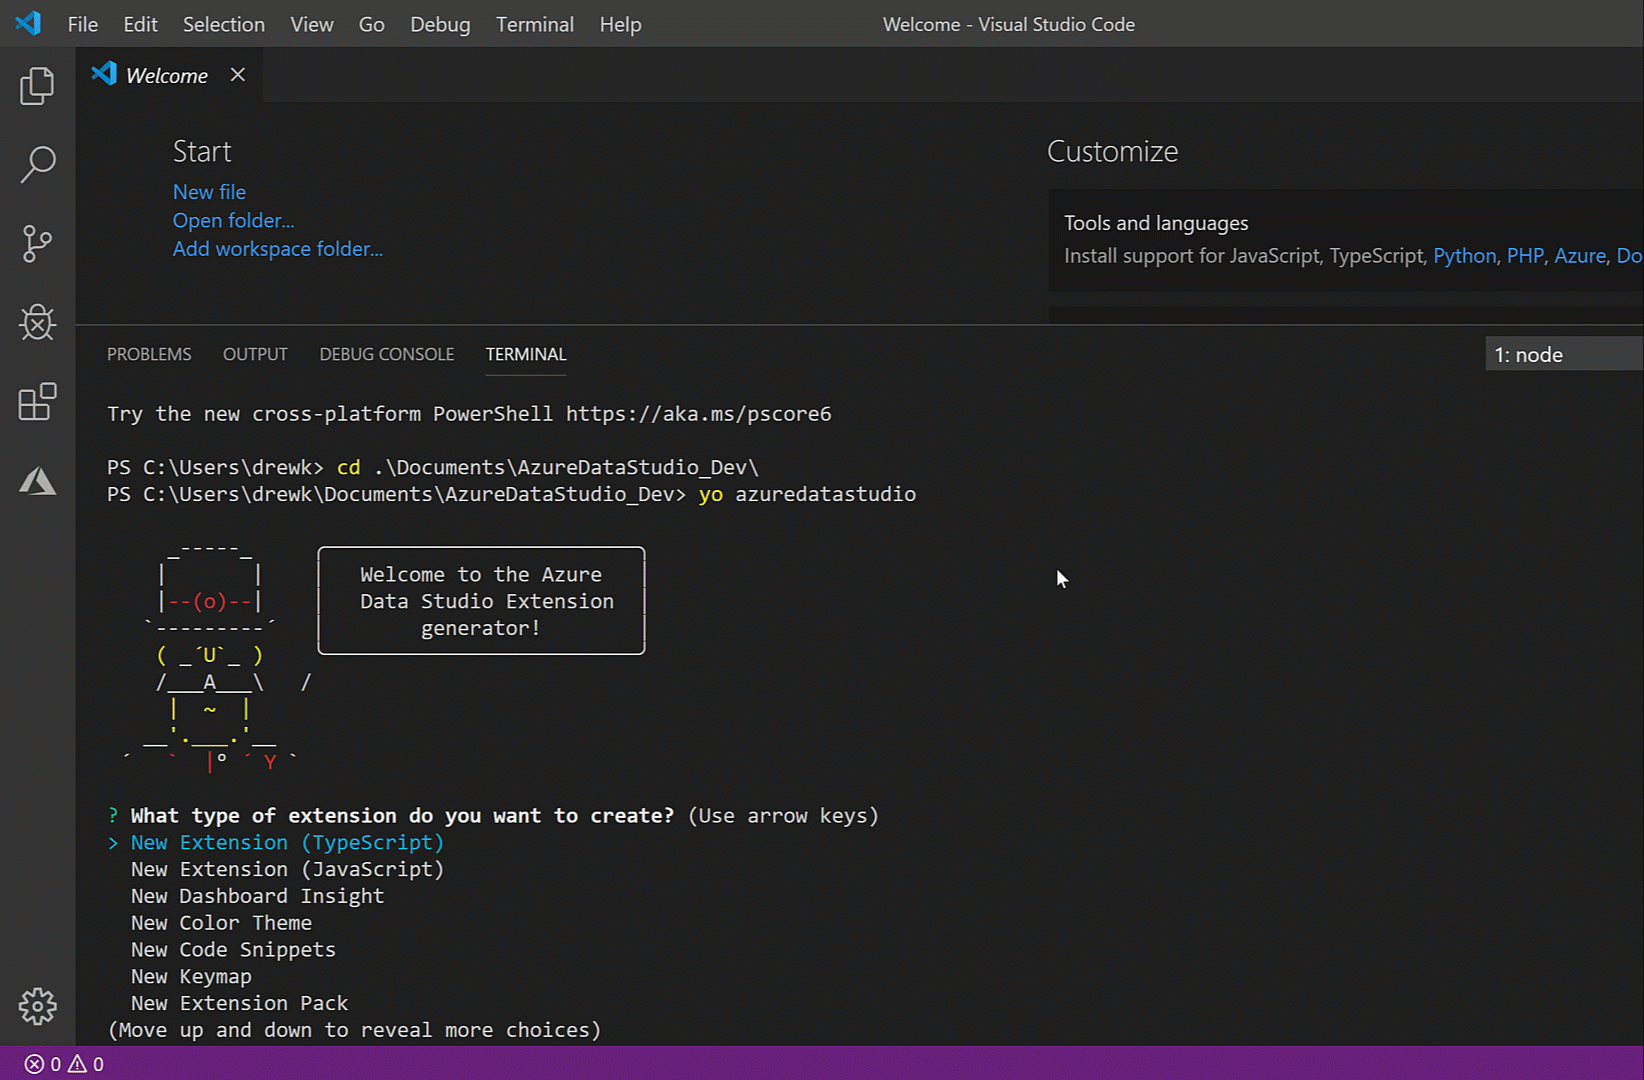 File Edit Selection View Go Debug Terminal Help Welcome - Visual Studio Code
Welcome
Start
New file
Open folder...
Add workspace folder...
Customize
Tools and languages
Install support for JavaScript, TypeScript, Python, PHP, Azure, Do
PROBLEMS OUTPUT DEBUG CONSOLE TERMINAL 1: node
Try the new cross-platform PowerShell https://aka.ms/pscore6
PS C:\Users\drewk> cd .\Documents\AzureDataStudio_Dev\
PS C:\Users\drewk\Documents\AzureDataStudio_Dev> yo azuredatastudio
Welcome to the Azure
Data Studio Extension
generator!
? What type of extension do you want to create? (Use arrow keys)
> New Extension (TypeScript)
New Extension (JavaScript)
New Dashboard Insight
New Color Theme
New Code Snippets
New Keymap
New Extension Pack
(Move up and down to reveal more choices)
0 0